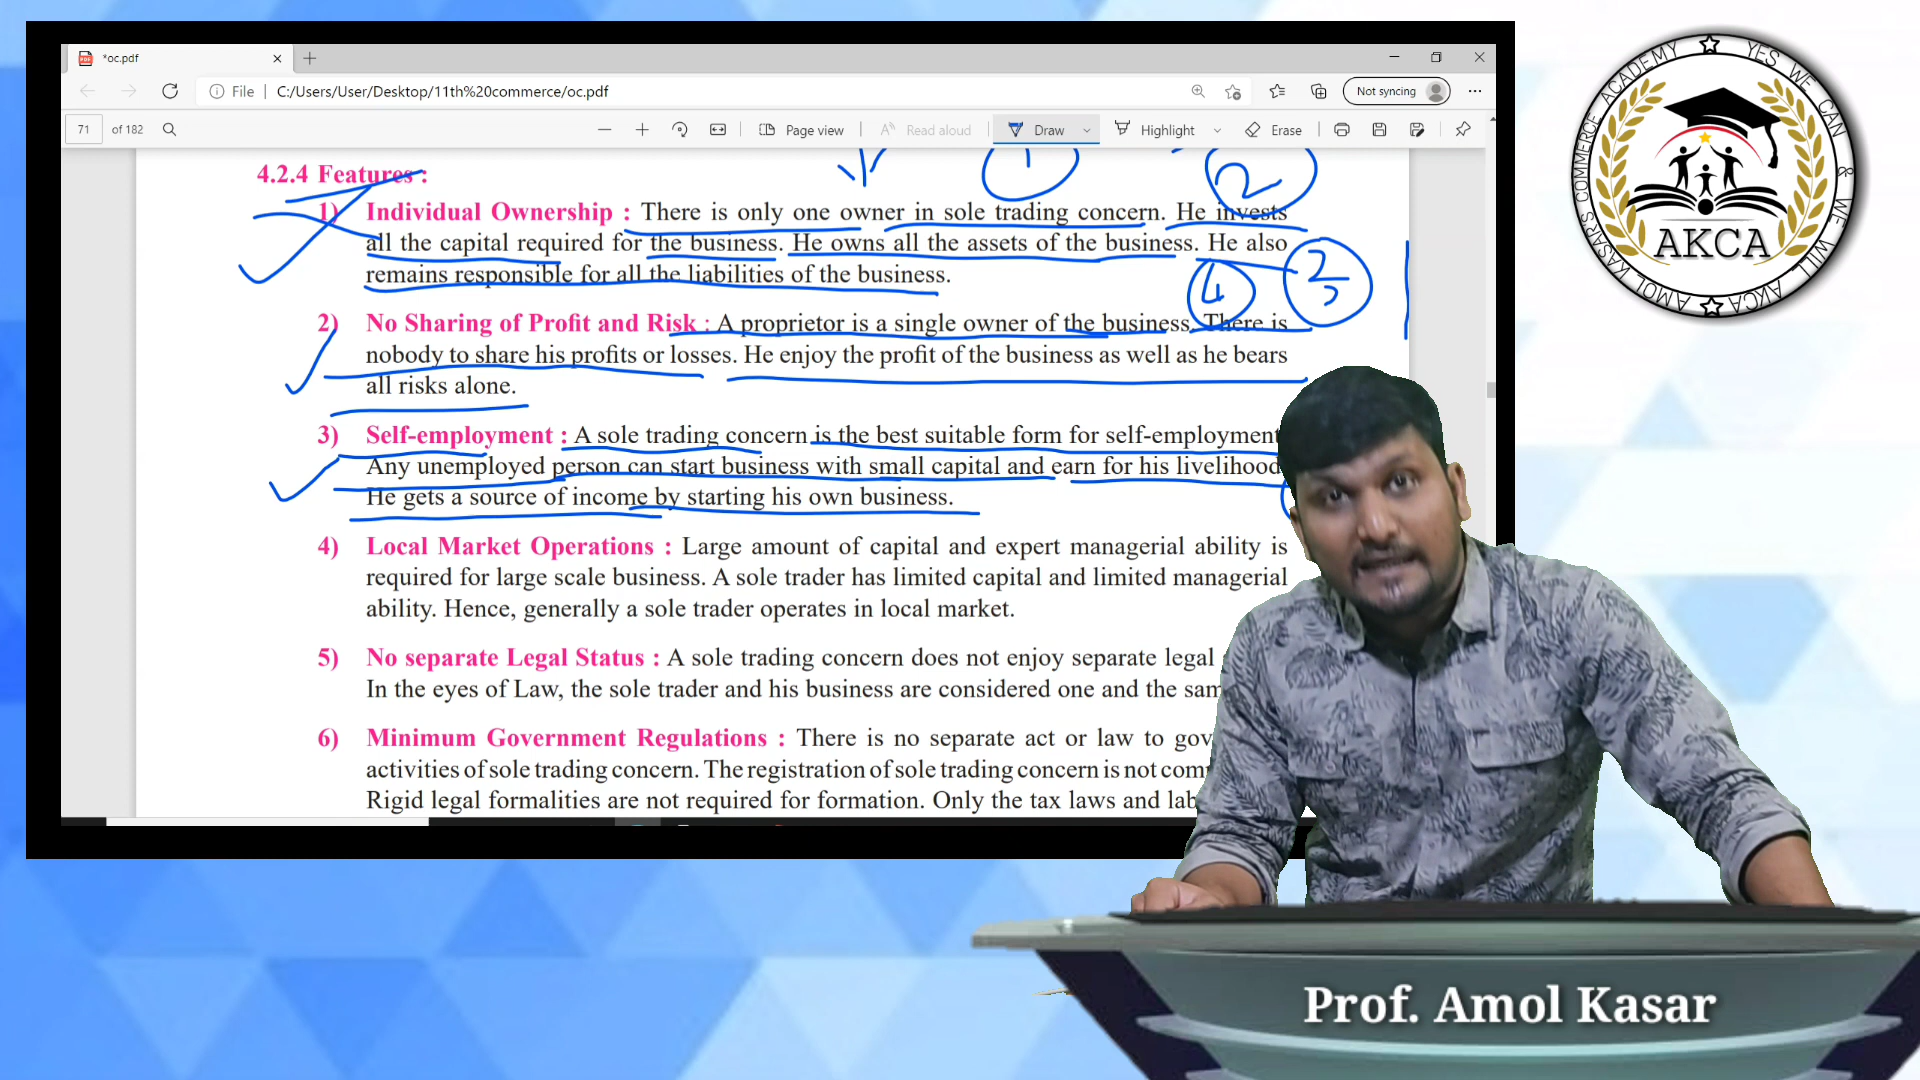 *oc.pdf
File | C:/Users/User/Desktop/11th%20commerce/oc.pdf
Not syncing
71 of 182
Page view
Read aloud
Draw
Highlight
Erase
4.2.4 Features :
1) Individual Ownership : There is only one owner in sole trading concern. He invests
all the capital required for the business. He owns all the assets of the business. He also
remains responsible for all the liabilities of the business.
2) No Sharing of Profit and Risk : A proprietor is a single owner of the business. There is
nobody to share his profits or losses. He enjoy the profit of the business as well as he bears
all risks alone.
3) Self-employment : A sole trading concern is the best suitable form for self-employment
Any unemployed person can start business with small capital and earn for his livelihood
He gets a source of income by starting his own business.
4) Local Market Operations : Large amount of capital and expert managerial ability is
required for large scale business. A sole trader has limited capital and limited managerial
ability. Hence, generally a sole trader operates in local market.
5) No separate Legal Status : A sole trading concern does not enjoy separate legal
In the eyes of Law, the sole trader and his business are considered one and the
6) Minimum Government Regulations : There is no separate act or law to
activities of sole trading concern. The registration of sole trading concern is not
Rigid legal formalities are not required for formation. Only the tax laws and
1
2
4
AMOL KASAR'S COMMERCE ACADEMY
YES WE CAN & WE WILL
AKCA
AKCA
Prof. Amol Kasar